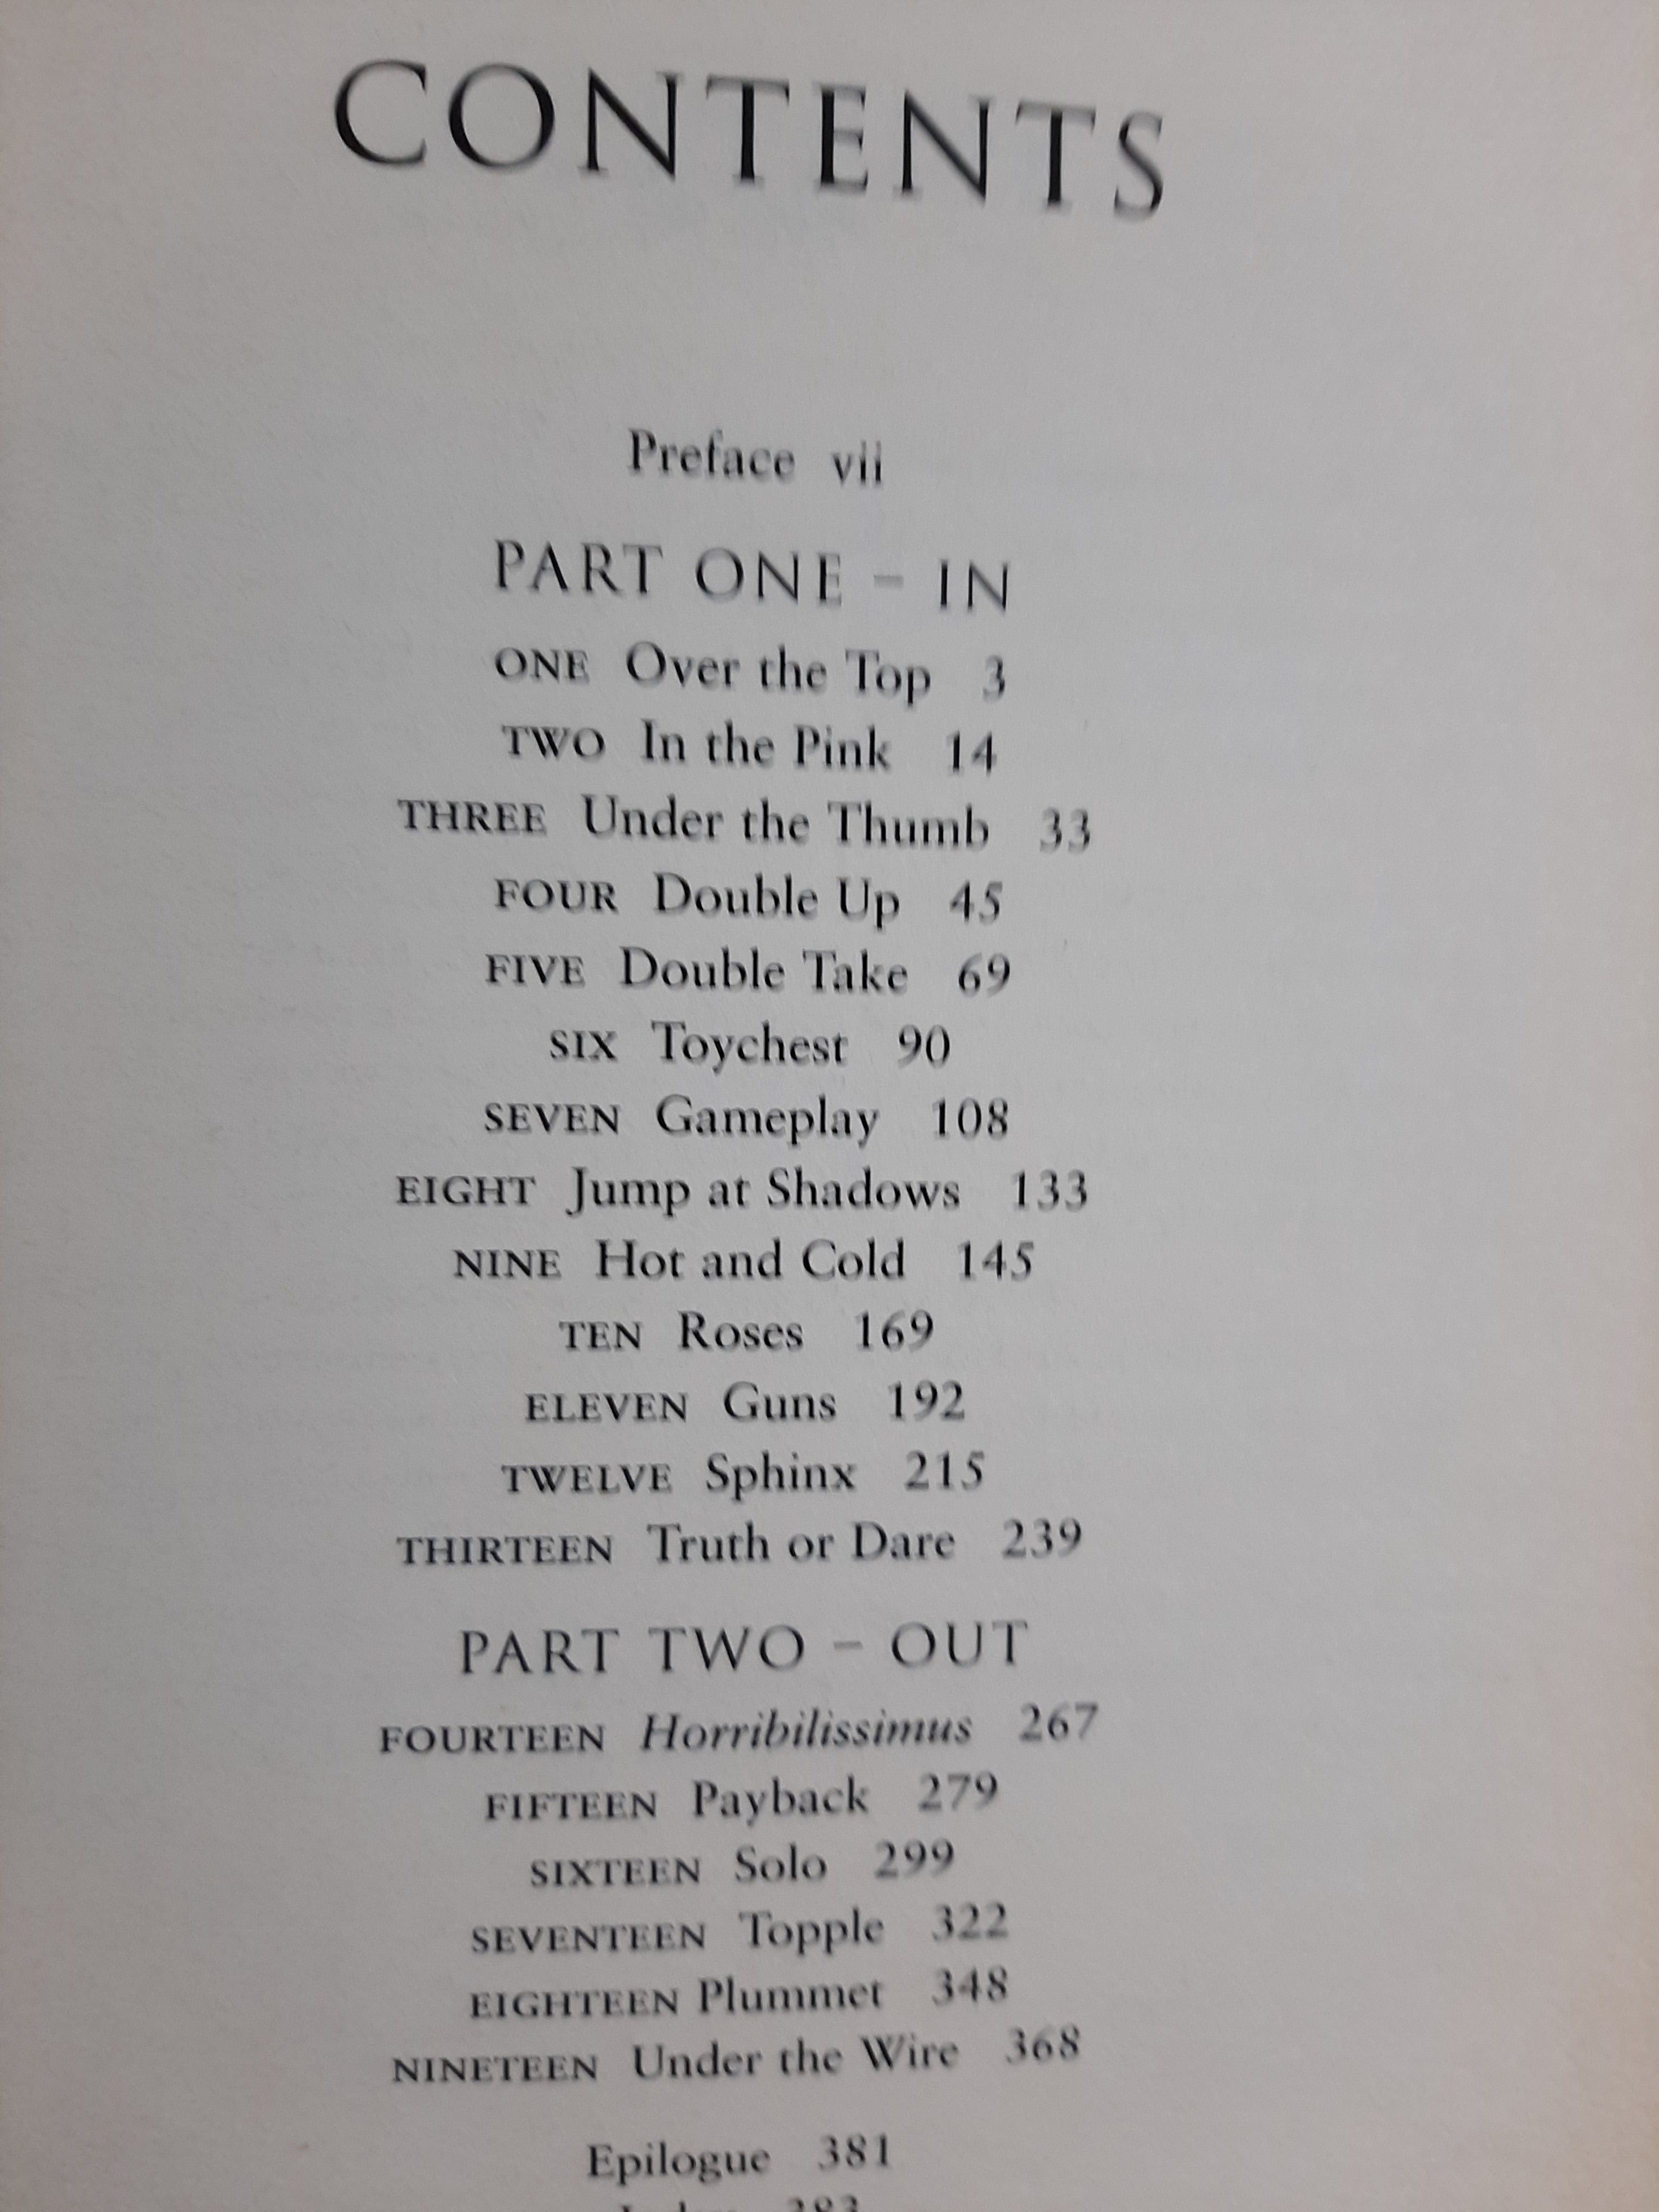 CONTENTS
Preface vii
PART ONE – IN
ONE Over the Top 3
TWO In the Pink 14
THREE Under the Thumb 33
FOUR Double Up 45
FIVE Double Take 69
SIX Toychest 90
SEVEN Gameplay 108
EIGHT Jump at Shadows 133
NINE Hot and Cold 145
TEN Roses 169
ELEVEN Guns 192
TWELVE Sphinx 215
THIRTEEN Truth or Dare 239
PART TWO – OUT
FOURTEEN Horribilissimus 267
FIFTEEN Payback 279
SIXTEEN Solo 299
SEVENTEEN Topple 322
EIGHTEEN Plummet 348
NINETEEN Under the Wire 368
Epilogue 381
Index 383